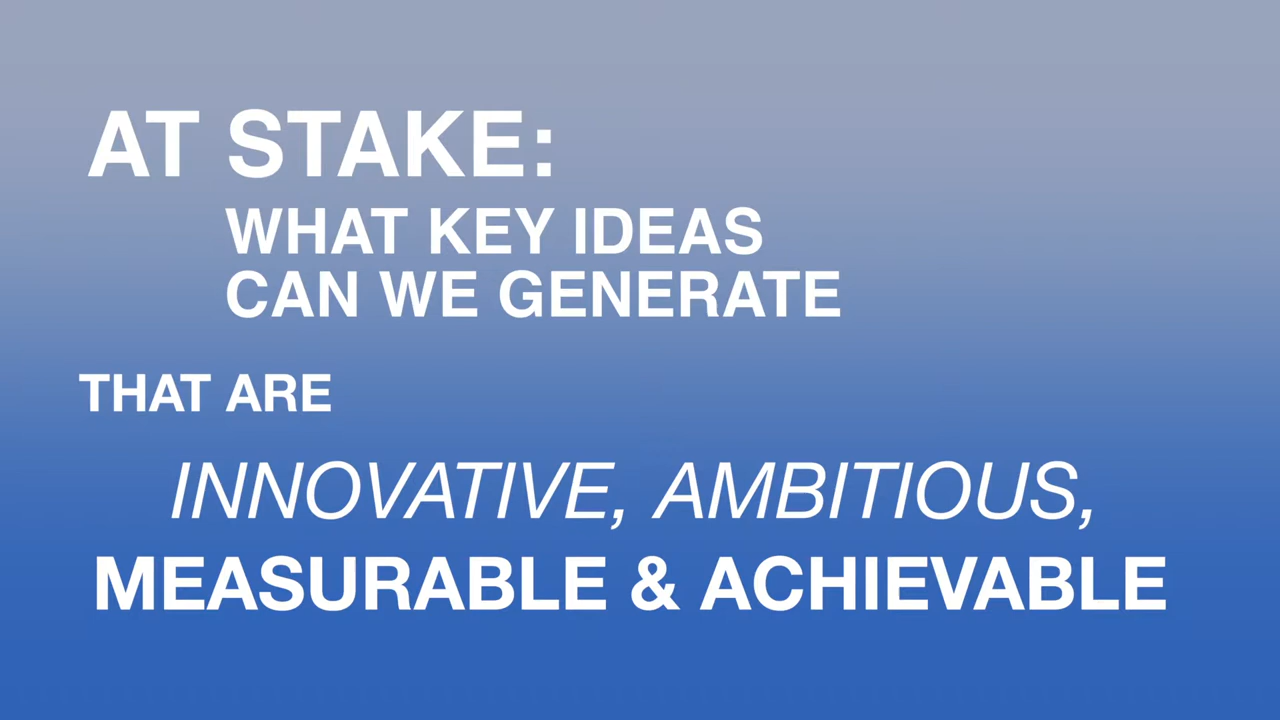 AT STAKE:
WHAT KEY IDEAS
CAN WE GENERATE
THAT ARE
INNOVATIVE, AMBITIOUS,
MEASURABLE & ACHIEVABLE